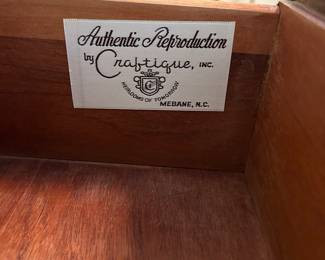 Authentic Reproduction
by Craftique, INC.
HEIRLOOMS OF TOMORROW
MEBANE, N.C.